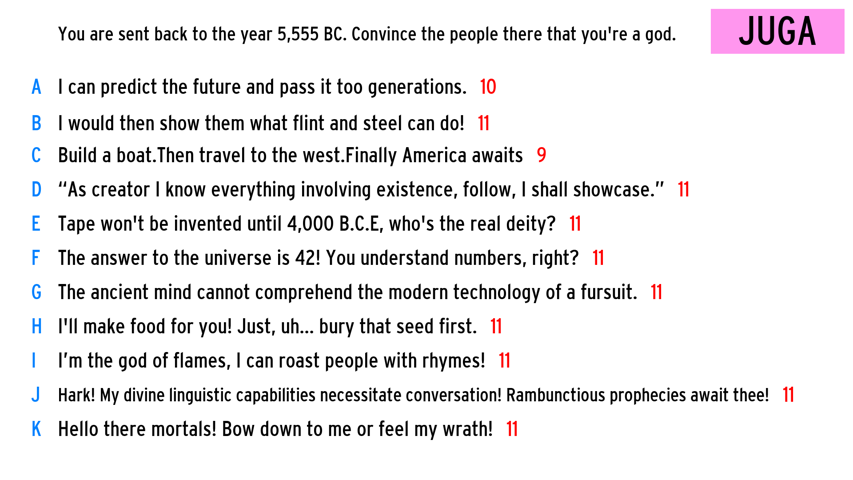 You are sent back to the year 5,555 BC. Convince the people there that you're a god.
JUGA
A I can predict the future and pass it too generations. 10
B I would then show them what flint and steel can do! 11
C Build a boat.Then travel to the west.Finally America awaits 9
D “As creator I know everything involving existence, follow, I shall showcase.” 11
E Tape won't be invented until 4,000 B.C.E, who's the real deity? 11
F The answer to the universe is 42! You understand numbers, right? 11
G The ancient mind cannot comprehend the modern technology of a fursuit. 11
H I'll make food for you! Just, uh... bury that seed first. 11
I I’m the god of flames, I can roast people with rhymes! 11
J Hark! My divine linguistic capabilities necessitate conversation! Rambunctious prophecies await thee! 11
K Hello there mortals! Bow down to me or feel my wrath! 11